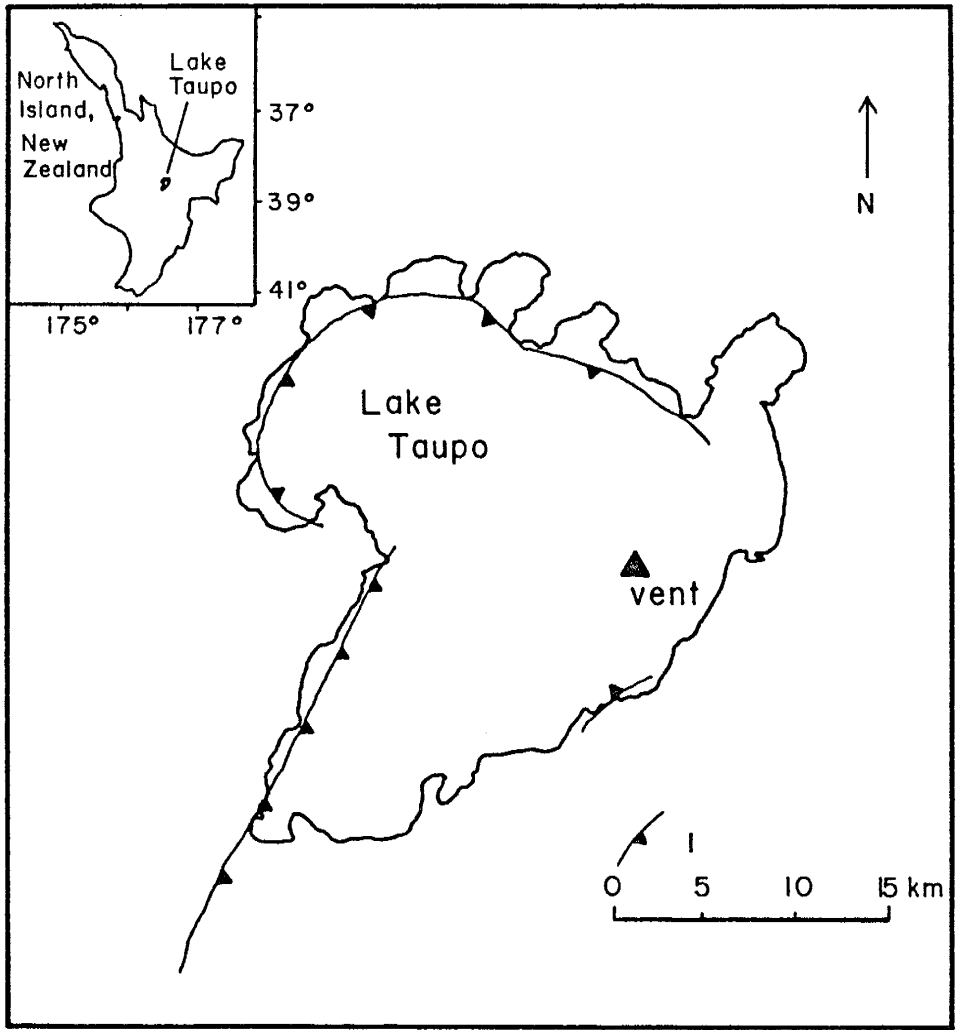 North
Island,
New
Zealand
Lake
Taupo
37°
39°
41°
175°
177°
N
Lake
Taupo
vent
I
0 5 10 15 km